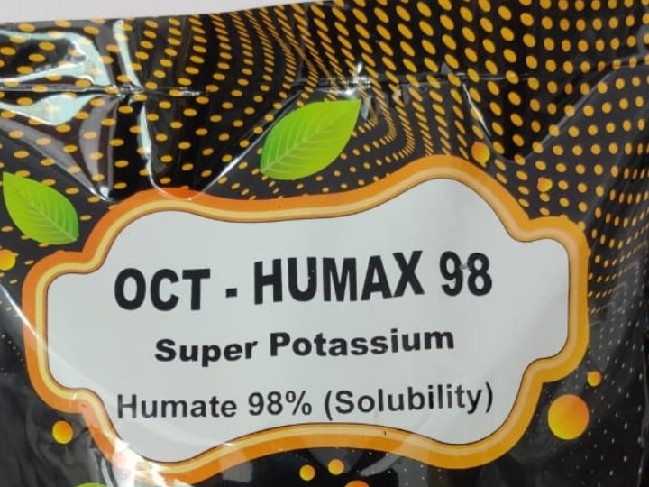 OCT - HUMAX 98
Super Potassium
Humate 98% (Solubility)